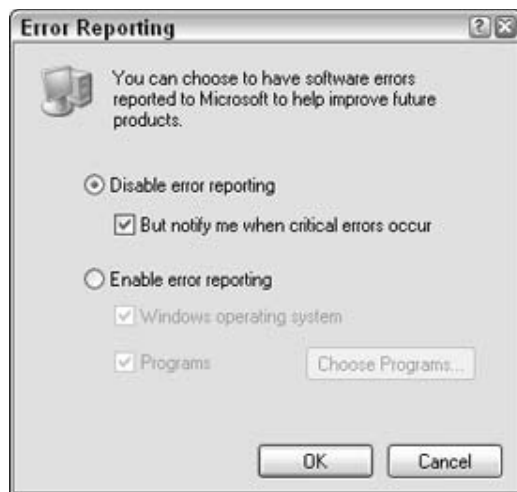 Error Reporting
You can choose to have software errors
reported to Microsoft to help improve future
products.
Disable error reporting
But notify me when critical errors occur
Enable error reporting
Windows operating system
Programs
Choose Programs...
OK
Cancel